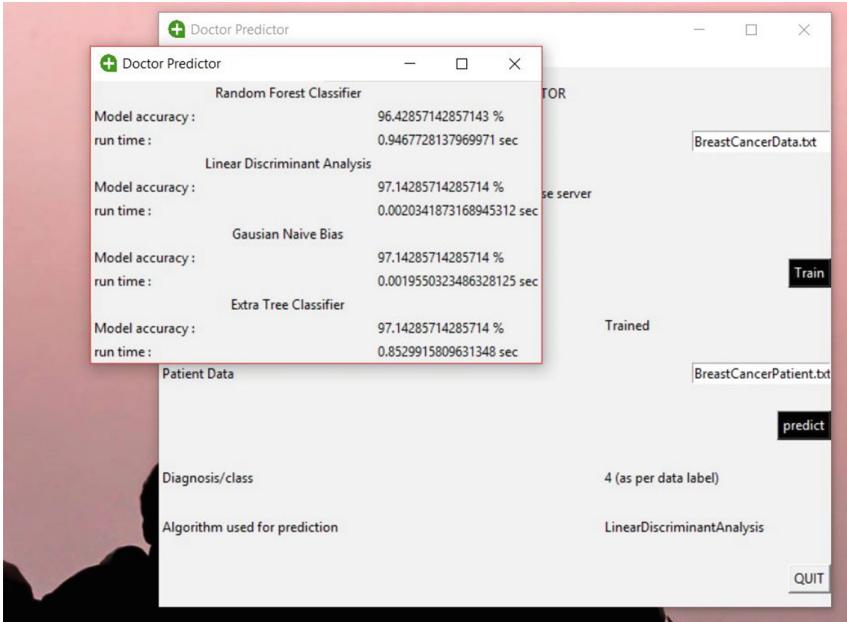 Doctor Predictor
Doctor Predictor
Random Forest Classifier
Model accuracy : 96.42857142857143 %
run time : 0.9467728137969971 sec
Linear Discriminant Analysis
Model accuracy : 97.14285714285714 %
run time : 0.0020341873168945312 sec
Gausian Naive Bias
Model accuracy : 97.14285714285714 %
run time : 0.0019550323486328125 sec
Extra Tree Classifier
Model accuracy : 97.14285714285714 %
run time : 0.8529915809631348 sec
TOR
BreastCancerData.txt
se server
Train
Trained
Patient Data BreastCancerPatient.txt
predict
Diagnosis/class 4 (as per data label)
Algorithm used for prediction LinearDiscriminantAnalysis
QUIT